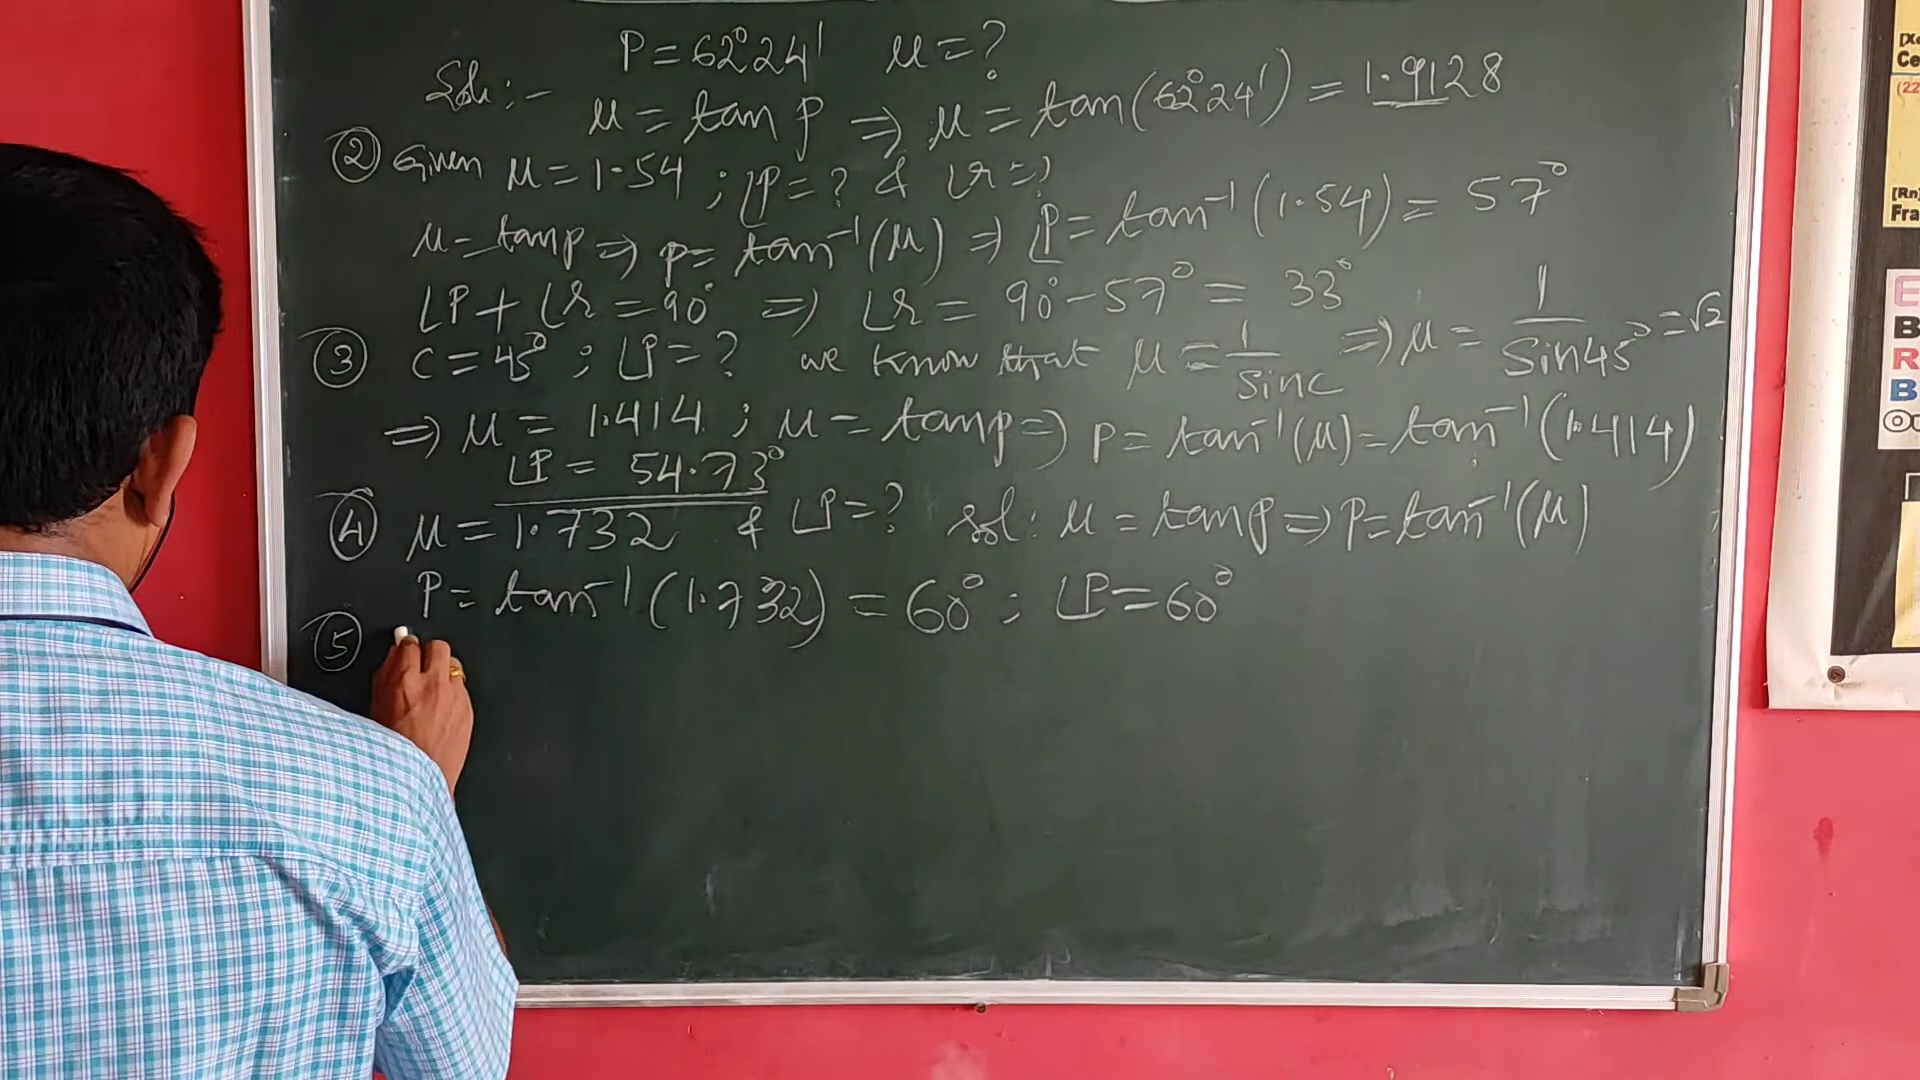 P = 62°24' μ = ?
Sol :- μ = tan p ⇒ μ = tan(62°24') = 1.9128
② Given μ = 1.54 ; ∠P = ? & ∠r = ?
μ = tan p ⇒ p = tan⁻¹(μ) ⇒ ∠P = tan⁻¹(1.54) = 57°
∠P + ∠r = 90° ⇒ ∠r = 90° - 57° = 33°
③ C = 45° ; ∠P = ? we know that μ = 1/Sinc ⇒ μ = 1/Sin45° = √2
⇒ μ = 1.414 ; μ = tan p ⇒ P = tan⁻¹(μ) = tan⁻¹(1.414)
∠P = 54.73°
④ μ = 1.732 & ∠P = ? sol : μ = tan p ⇒ P = tan⁻¹(μ)
P = tan⁻¹(1.732) = 60° ; ∠P = 60°
⑤
[Rn]
Fra
E
B
R
B